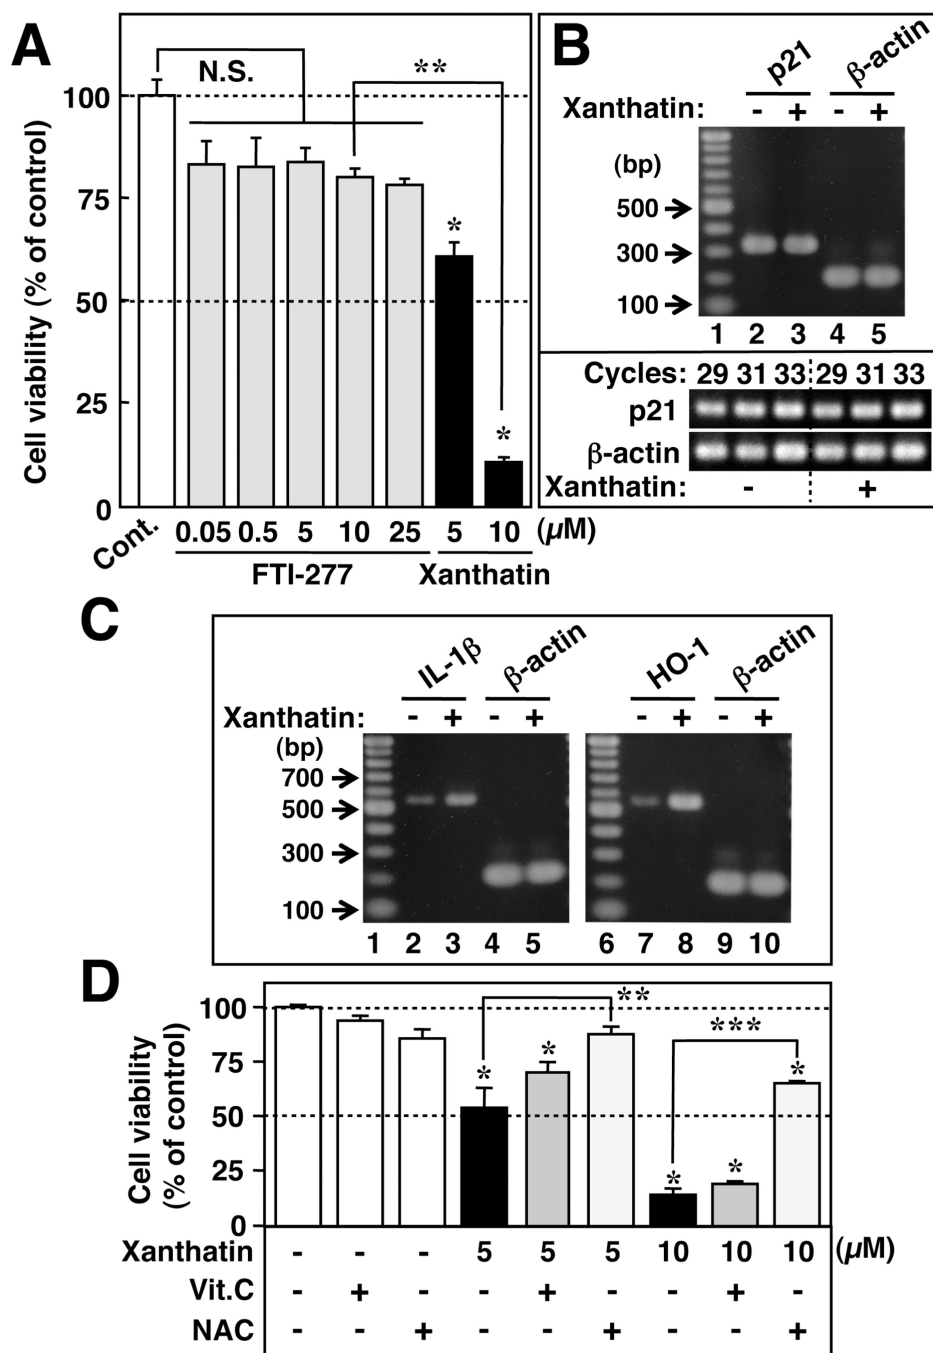 A
Cell viability (% of control)
100
75
50
25
0
N.S.
**
*
*
Cont.
0.05 0.5 5 10 25 5 10 (µM)
FTI-277 Xanthatin
B
p21 β-actin
Xanthatin: - + - +
(bp)
500
300
100
1 2 3 4 5
Cycles: 29 31 33 29 31 33
p21
β-actin
Xanthatin: - +
C
IL-1β β-actin HO-1 β-actin
Xanthatin: - + - + - + - +
(bp)
700
500
300
100
1 2 3 4 5 6 7 8 9 10
D
Cell viability
(% of control)
100
75
50
25
0
**
***
* * * * *
Xanthatin - - - 5 5 5 10 10 10 (µM)
Vit.C - + - - + - - + -
NAC - - + - - + - - +